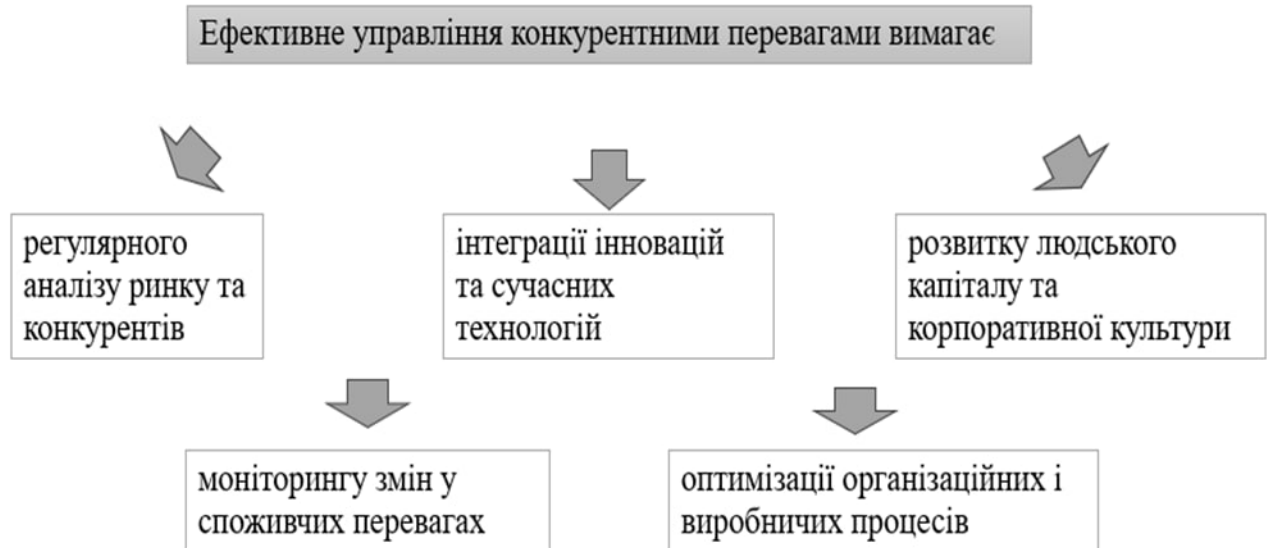 Ефективне управління конкурентними перевагами вимагає
регулярного
аналізу ринку та
конкурентів
інтеграції інновацій
та сучасних
технологій
розвитку людського
капіталу та
корпоративної культури
моніторингу змін у
споживчих перевагах
оптимізації організаційних і
виробничих процесів